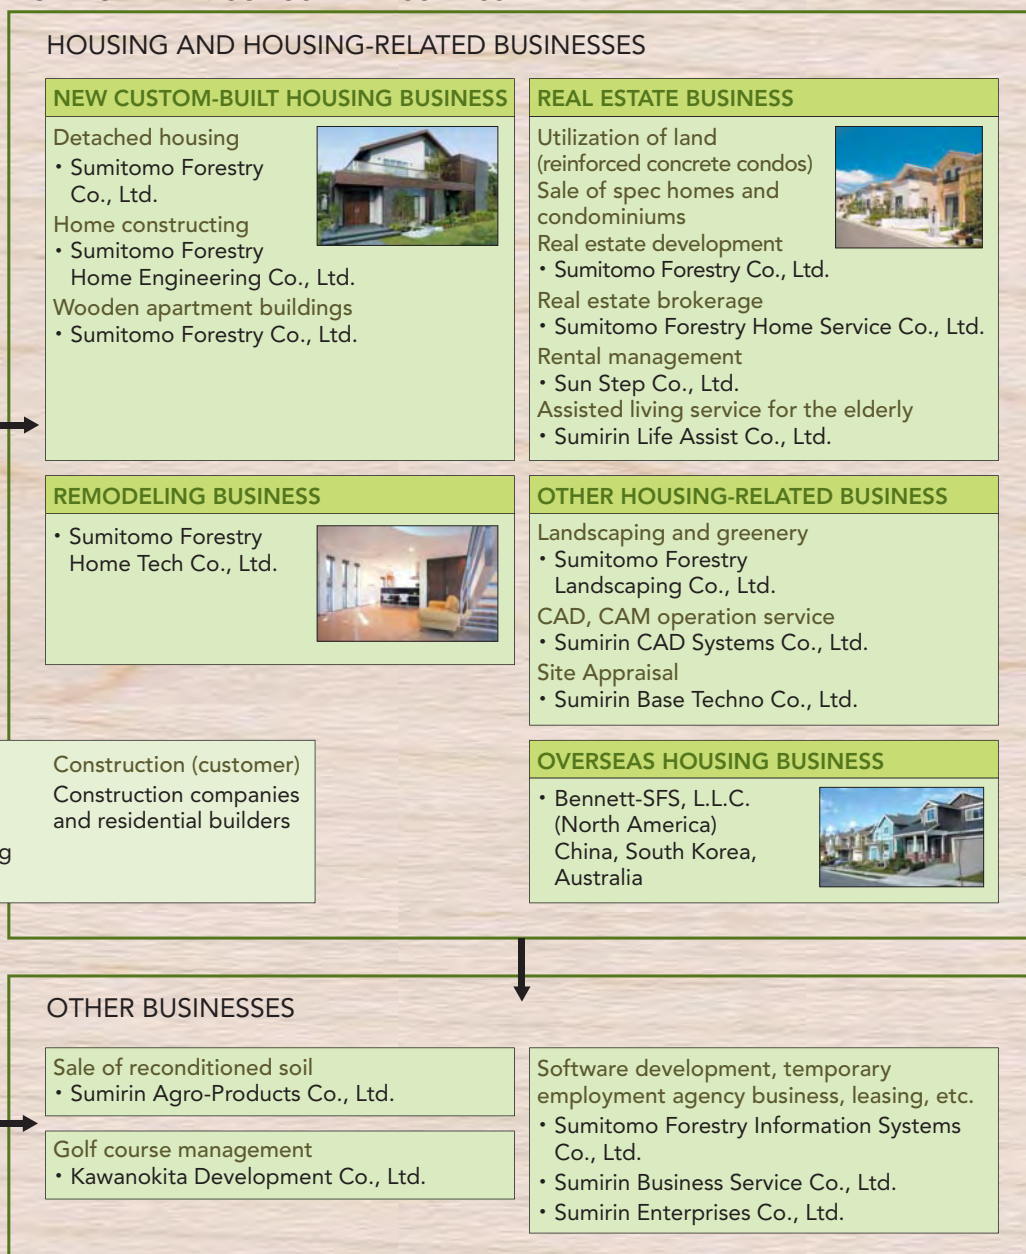 HOUSING AND HOUSING-RELATED BUSINESSES
NEW CUSTOM-BUILT HOUSING BUSINESS
Detached housing
• Sumitomo Forestry
Co., Ltd.
Home constructing
• Sumitomo Forestry
Home Engineering Co., Ltd.
Wooden apartment buildings
• Sumitomo Forestry Co., Ltd.
REAL ESTATE BUSINESS
Utilization of land
(reinforced concrete condos)
Sale of spec homes and
condominiums
Real estate development
• Sumitomo Forestry Co., Ltd.
Real estate brokerage
• Sumitomo Forestry Home Service Co., Ltd.
Rental management
• Sun Step Co., Ltd.
Assisted living service for the elderly
• Sumirin Life Assist Co., Ltd.
REMODELING BUSINESS
• Sumitomo Forestry
Home Tech Co., Ltd.
OTHER HOUSING-RELATED BUSINESS
Landscaping and greenery
• Sumitomo Forestry
Landscaping Co., Ltd.
CAD, CAM operation service
• Sumirin CAD Systems Co., Ltd.
Site Appraisal
• Sumirin Base Techno Co., Ltd.
Construction (customer)
Construction companies
and residential builders
g
OVERSEAS HOUSING BUSINESS
• Bennett-SFS, L.L.C.
(North America)
China, South Korea,
Australia
OTHER BUSINESSES
Sale of reconditioned soil
• Sumirin Agro-Products Co., Ltd.
Golf course management
• Kawanokita Development Co., Ltd.
Software development, temporary
employment agency business, leasing, etc.
• Sumitomo Forestry Information Systems
Co., Ltd.
• Sumirin Business Service Co., Ltd.
• Sumirin Enterprises Co., Ltd.